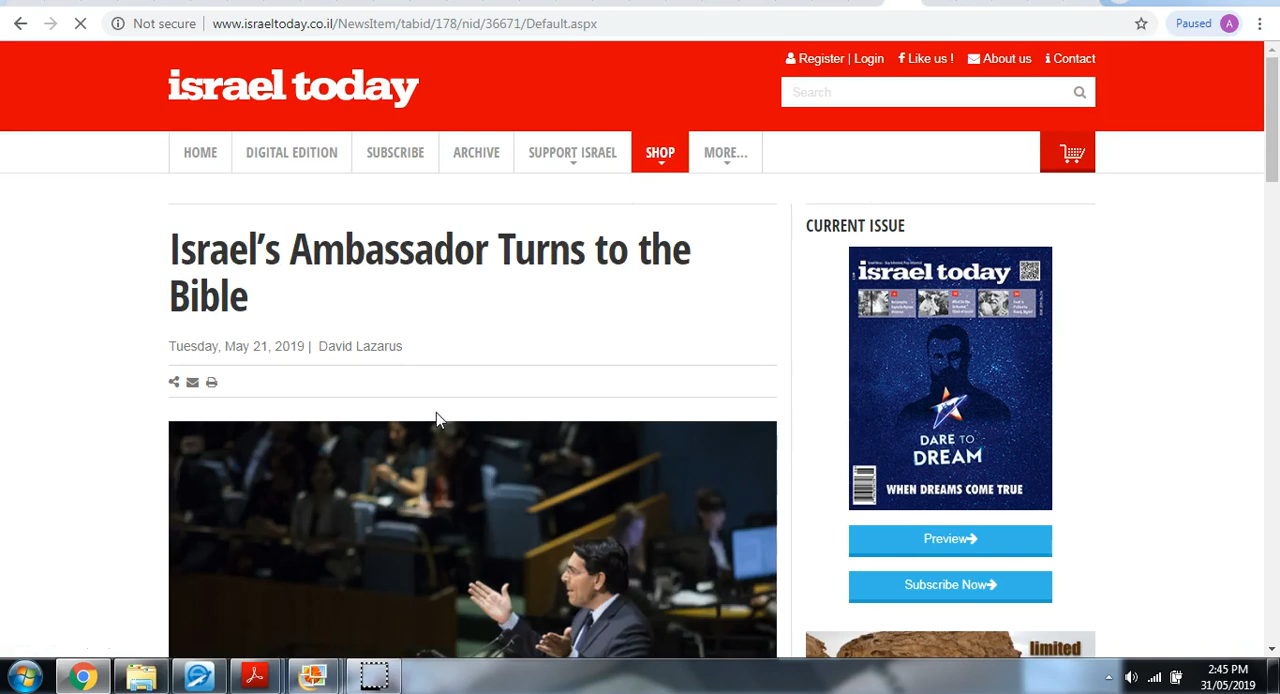 Not secure | www.israeltoday.co.il/NewsItem/tabid/178/nid/36671/Default.aspx
Paused A
Register | Login Like us ! About us Contact
israel today
Search
HOME DIGITAL EDITION SUBSCRIBE ARCHIVE SUPPORT ISRAEL SHOP MORE...
Israel's Ambassador Turns to the
Bible
Tuesday, May 21, 2019 | David Lazarus
CURRENT ISSUE
israel today
DARE TO
DREAM
WHEN DREAMS COME TRUE
Preview
Subscribe Now
limited
2:45 PM
31/05/2019